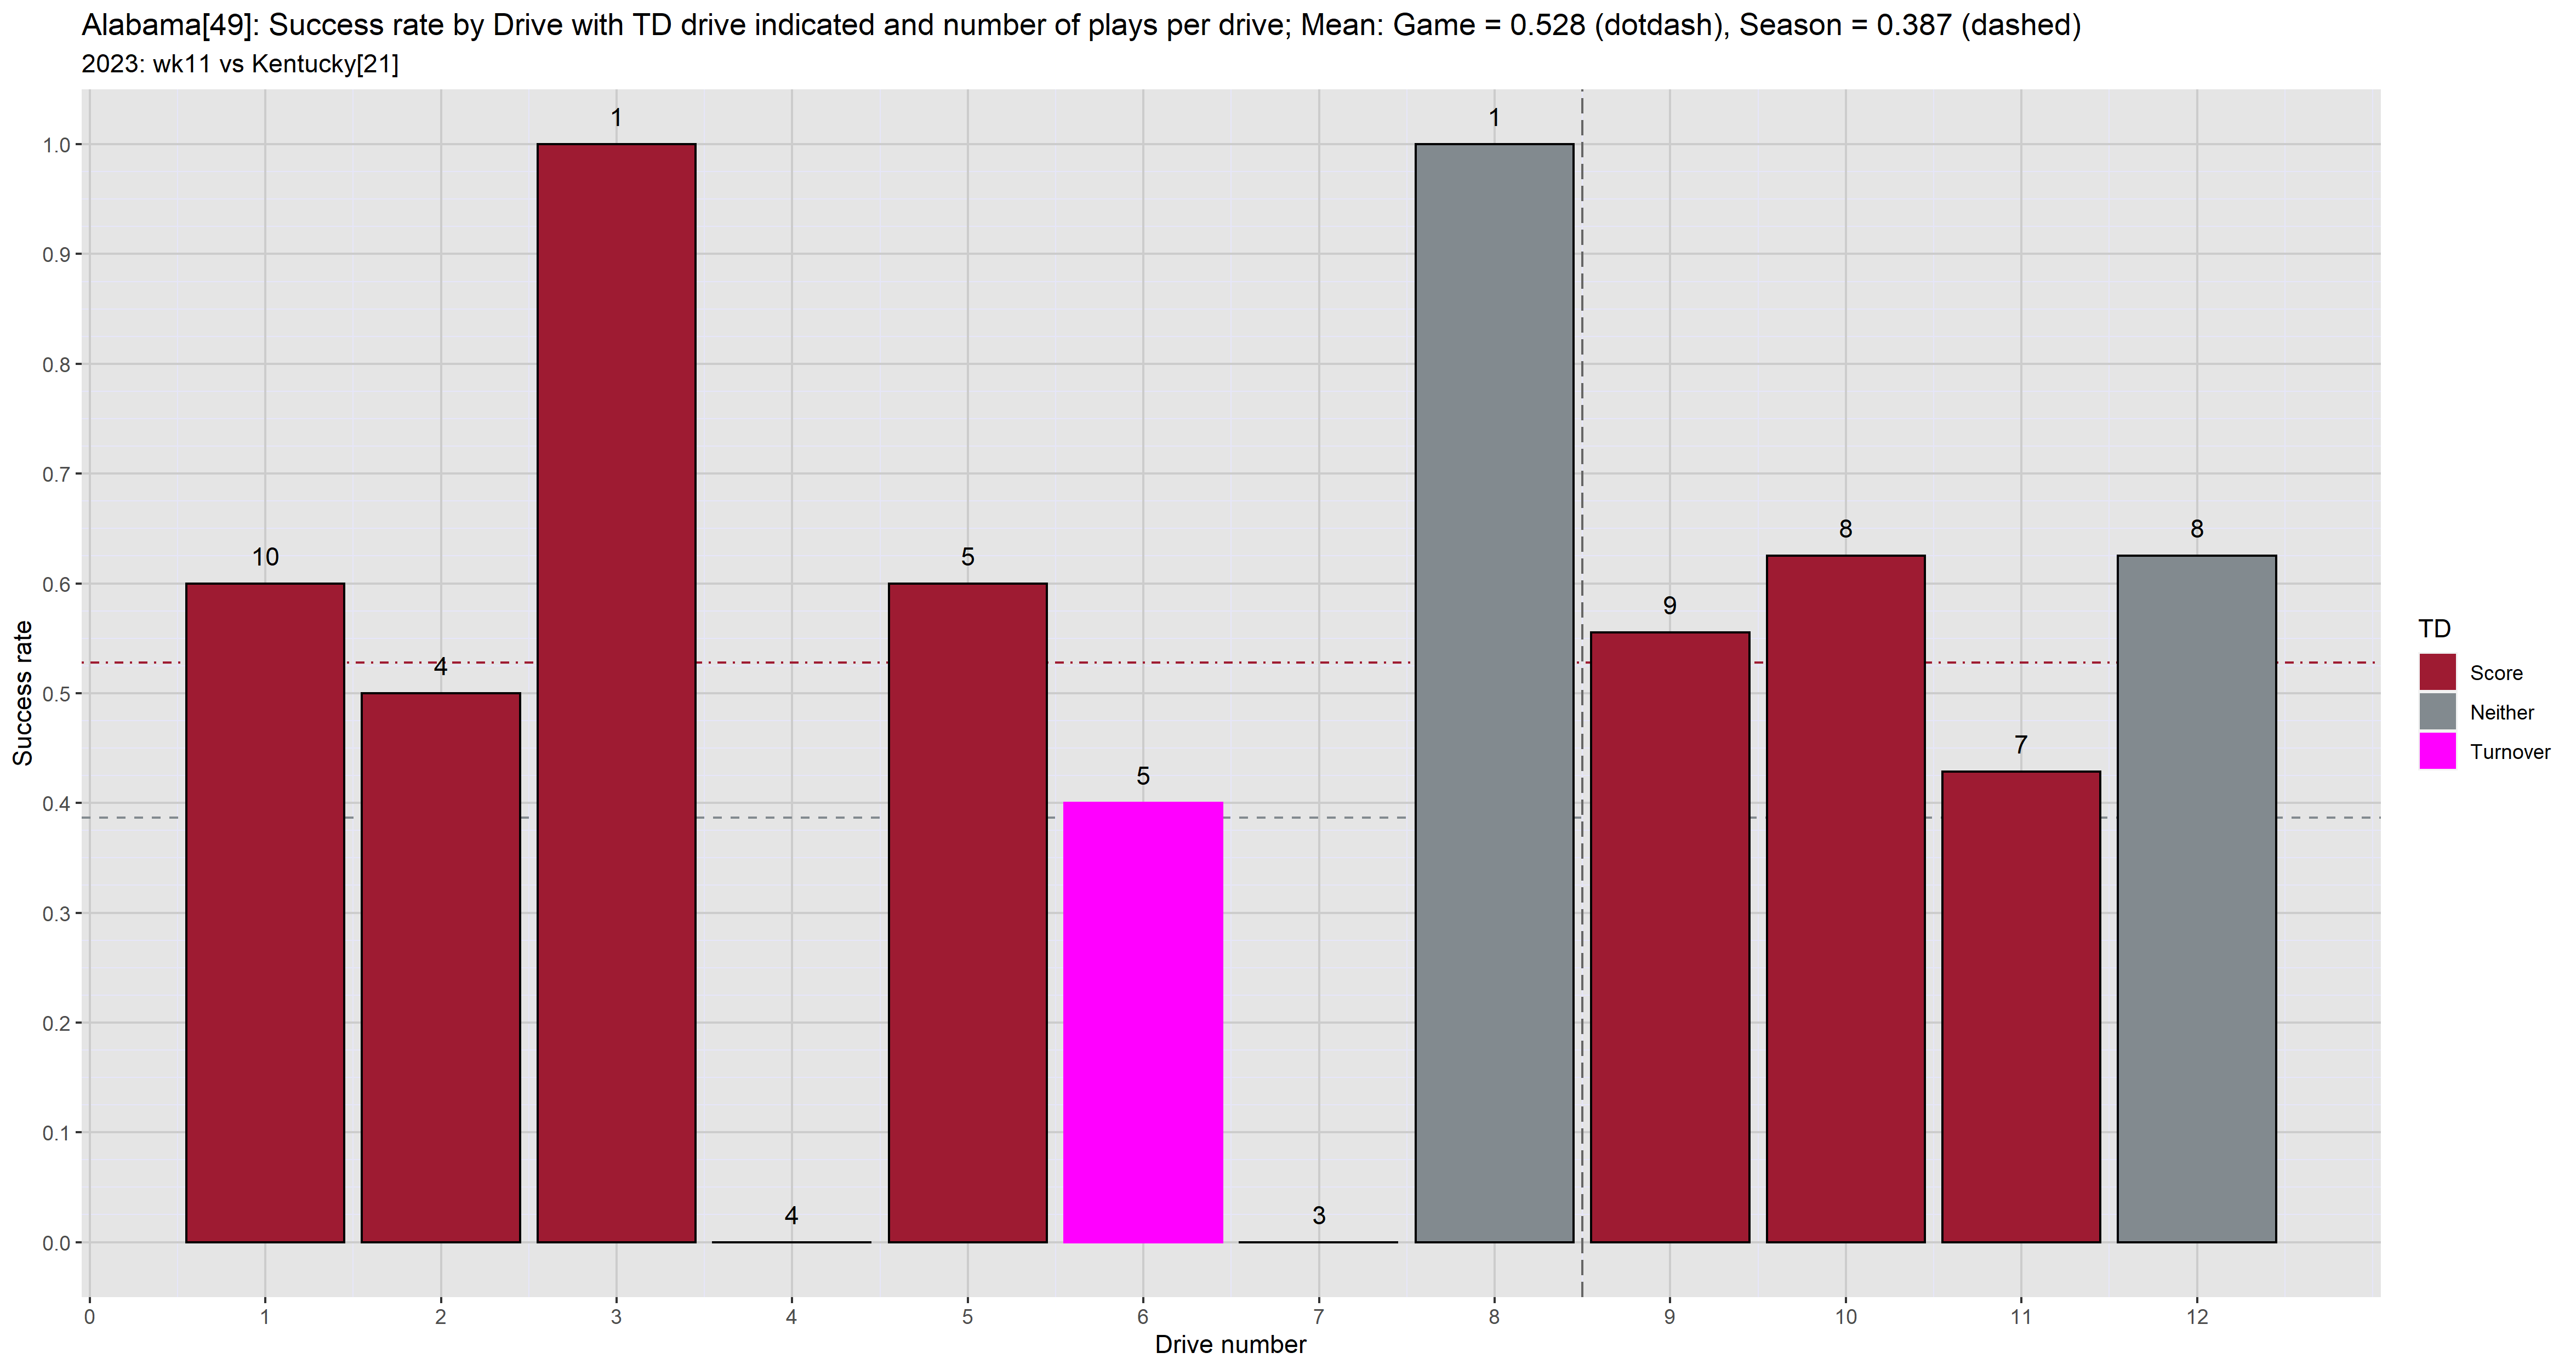 Alabama[49]: Success rate by Drive with TD drive indicated and number of plays per drive; Mean: Game = 0.528 (dotdash), Season = 0.387 (dashed)
2023: wk11 vs Kentucky[21]
Success rate
1.0
0.9
0.8
0.7
0.6
0.5
0.4
0.3
0.2
0.1
0.0
10
4
1
4
5
5
3
1
9
8
7
8
0 1 2 3 4 5 6 7 8 9 10 11 12
Drive number
TD
Score
Neither
Turnover